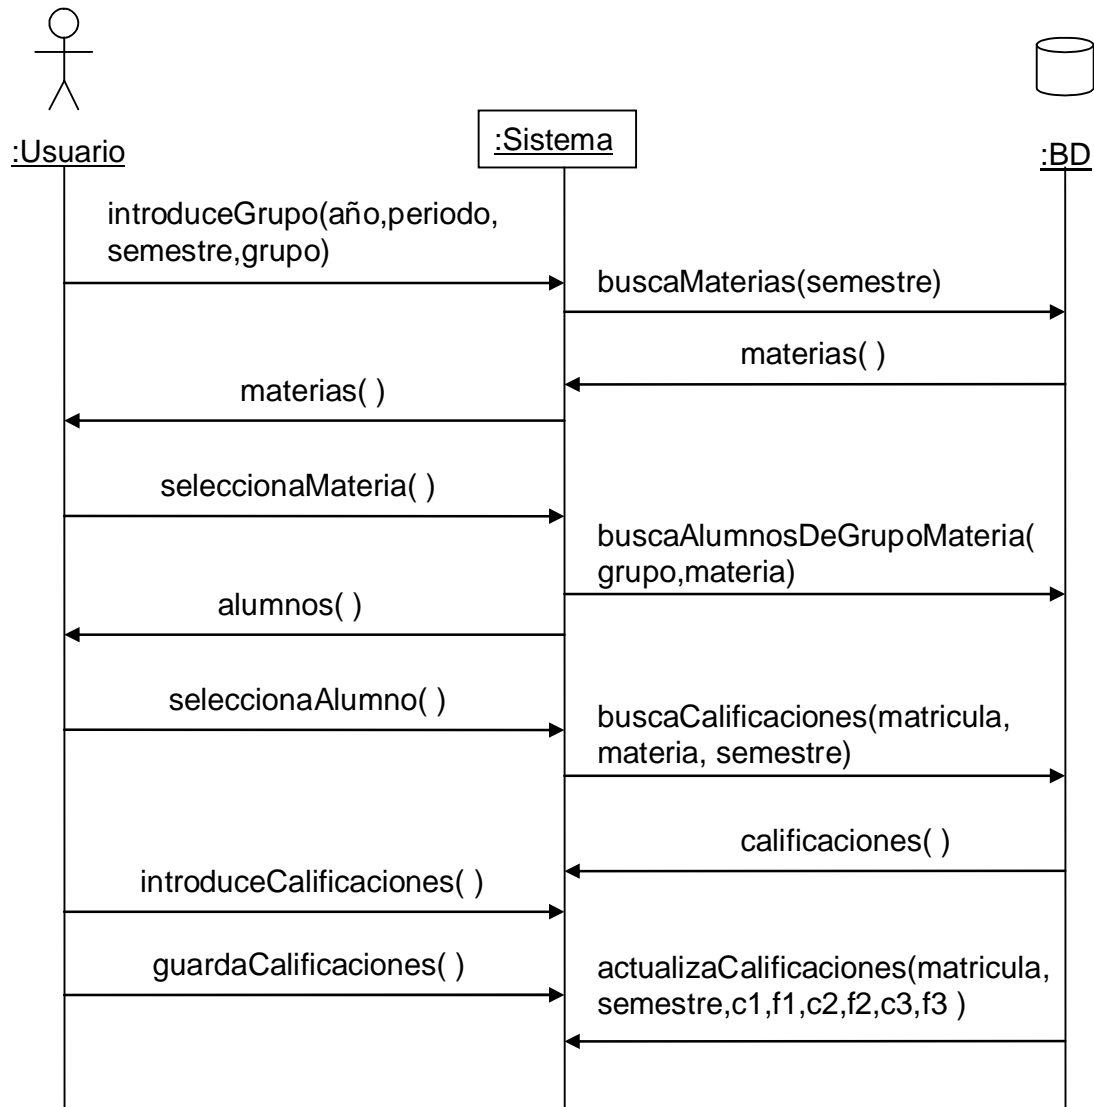 :Usuario
:Sistema
:BD
introduceGrupo(año,periodo,
semestre,grupo)
buscaMaterias(semestre)
materias( )
materias( )
seleccionaMateria( )
buscaAlumnosDeGrupoMateria(
grupo,materia)
alumnos( )
seleccionaAlumno( )
buscaCalificaciones(matricula,
materia, semestre)
calificaciones( )
introduceCalificaciones( )
guardaCalificaciones( )
actualizaCalificaciones(matricula,
semestre,c1,f1,c2,f2,c3,f3 )